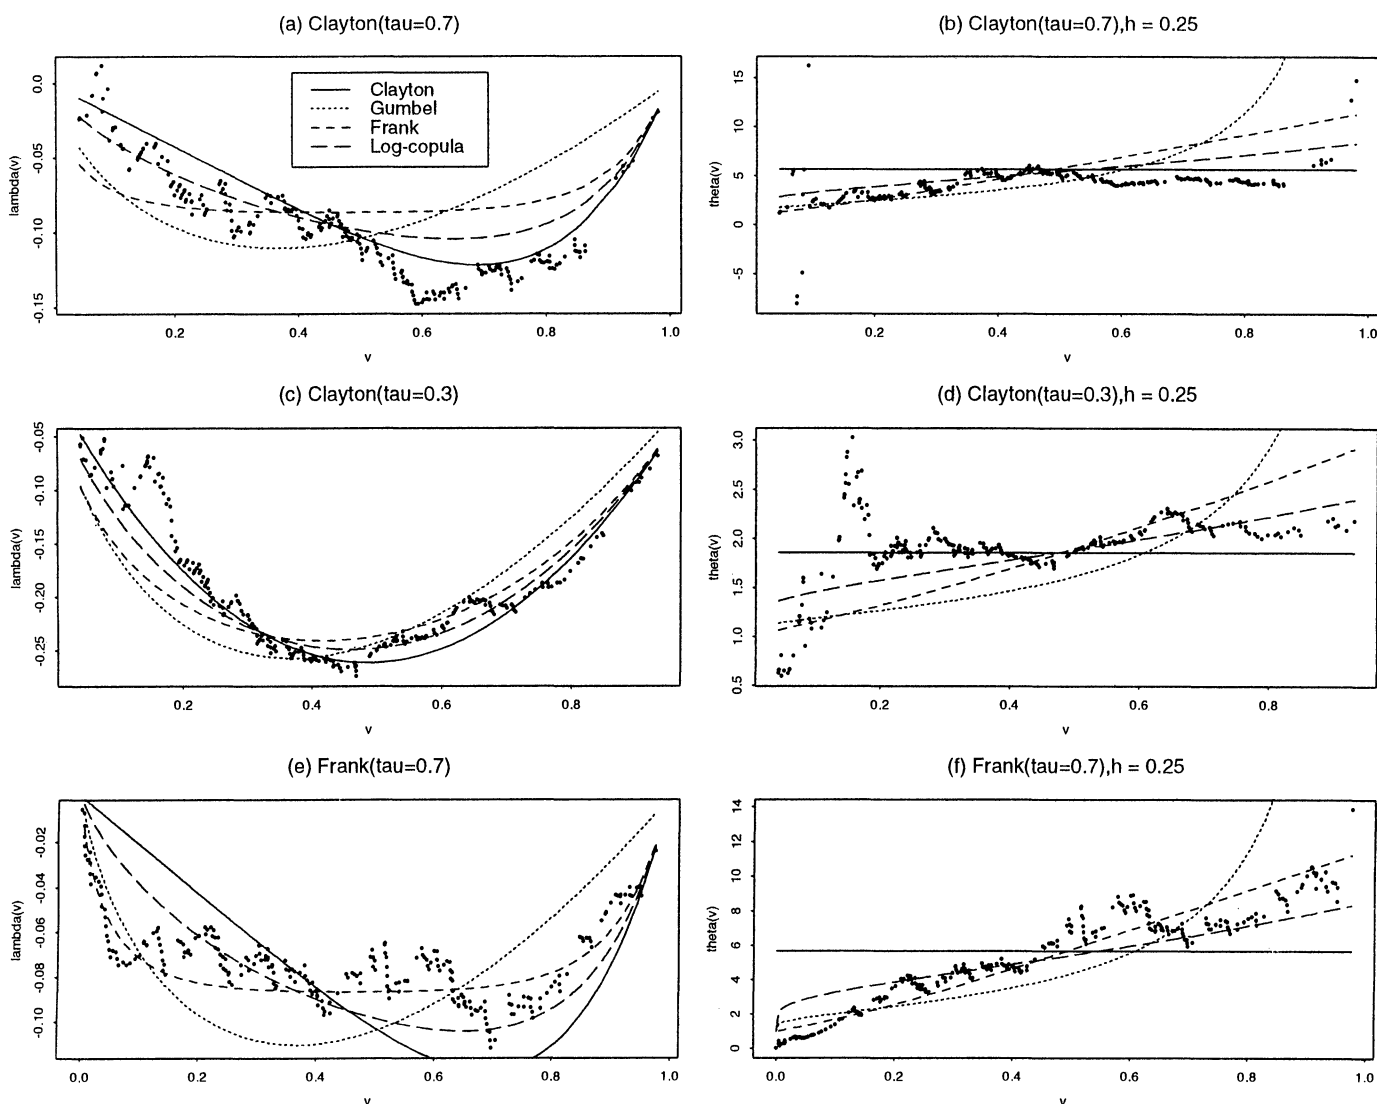 (a) Clayton(tau=0.7)
lambda(v)
0.0
-0.05
-0.10
-0.15
Clayton
Gumbel
Frank
Log-copula
0.2
0.4
0.6
0.8
1.0
v
(b) Clayton(tau=0.7),h = 0.25
theta(v)
15
10
5
0
-5
0.2
0.4
0.6
0.8
1.0
v
(c) Clayton(tau=0.3)
lambda(v)
-0.05
-0.10
-0.15
-0.20
-0.25
0.2
0.4
0.6
0.8
v
(d) Clayton(tau=0.3),h = 0.25
theta(v)
3.0
2.5
2.0
1.5
1.0
0.5
0.2
0.4
0.6
0.8
v
(e) Frank(tau=0.7)
lambda(v)
-0.02
-0.04
-0.06
-0.08
-0.10
0.0
0.2
0.4
0.6
0.8
1.0
v
(f) Frank(tau=0.7),h = 0.25
theta(v)
14
12
10
8
6
4
2
0
0.0
0.2
0.4
0.6
0.8
1.0
v